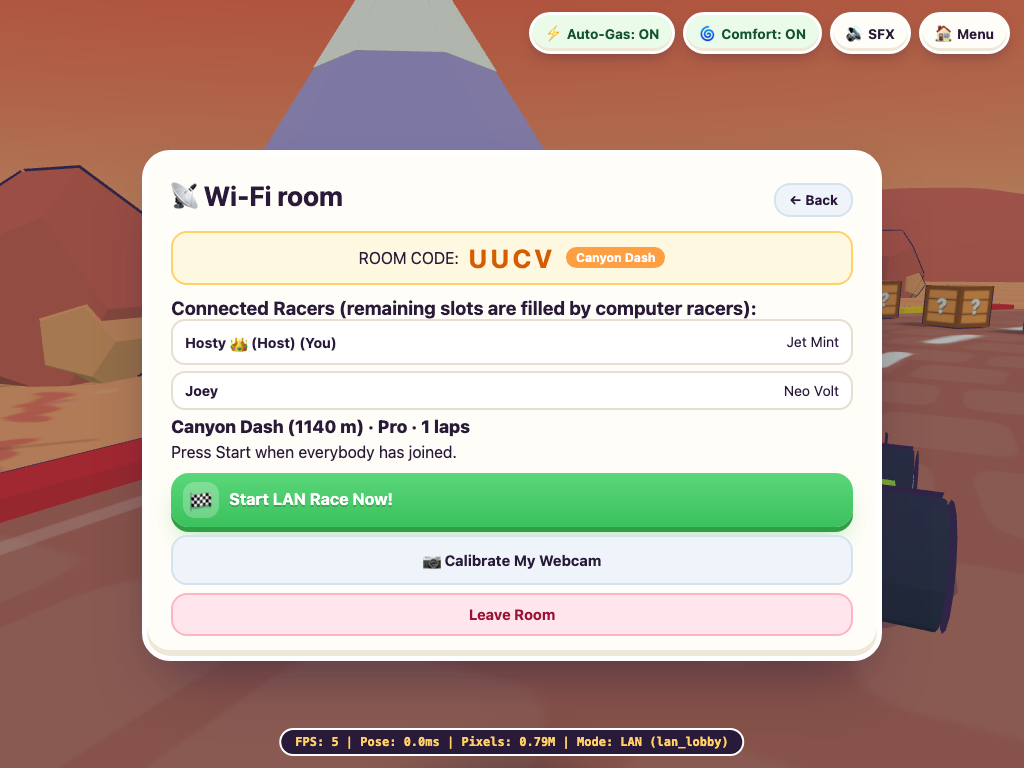 ⚡ Auto-Gas: ON
🌀 Comfort: ON
🔉 SFX
🏠 Menu
📡 Wi-Fi room
← Back
ROOM CODE: UUCV Canyon Dash
Connected Racers (remaining slots are filled by computer racers):
Hosty 👑 (Host) (You) Jet Mint
Joey Neo Volt
Canyon Dash (1140 m) · Pro · 1 laps
Press Start when everybody has joined.
🏁 Start LAN Race Now!
📷 Calibrate My Webcam
Leave Room
? ? ?
FPS: 5 | Pose: 0.0ms | Pixels: 0.79M | Mode: LAN (lan_lobby)